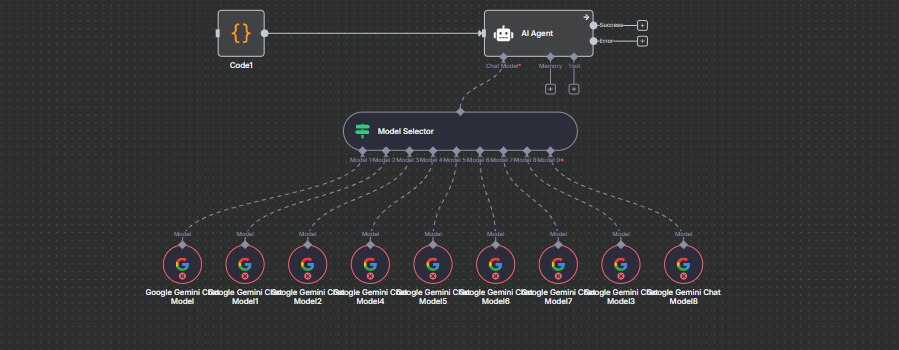 {}
Code1
AI Agent
Success
Error
Chat Model*
Memory
Tool
Model Selector
Model 1
Model 2
Model 3
Model 4
Model 5
Model 6
Model 7
Model 8
Model 9*
Model
Model
Model
Model
Model
Model
Model
Model
Model
Google Gemini Chat
Model
Google Gemini Chat
Model1
Google Gemini Chat
Model2
Google Gemini Chat
Model4
Google Gemini Chat
Model5
Google Gemini Chat
Model6
Google Gemini Chat
Model7
Google Gemini Chat
Model3
Google Gemini Chat
Model8